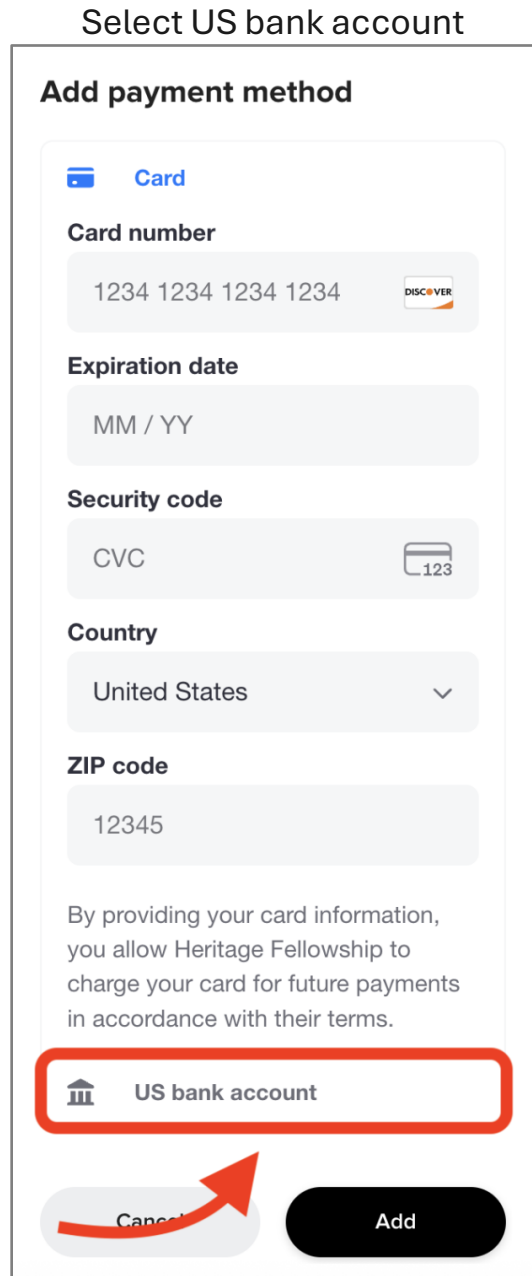 Select US bank account
Add payment method
Card
Card number
1234 1234 1234 1234 DISCOVER
Expiration date
MM / YY
Security code
CVC 123
Country
United States
ZIP code
12345
By providing your card information,
you allow Heritage Fellowship to
charge your card for future payments
in accordance with their terms.
US bank account
Add